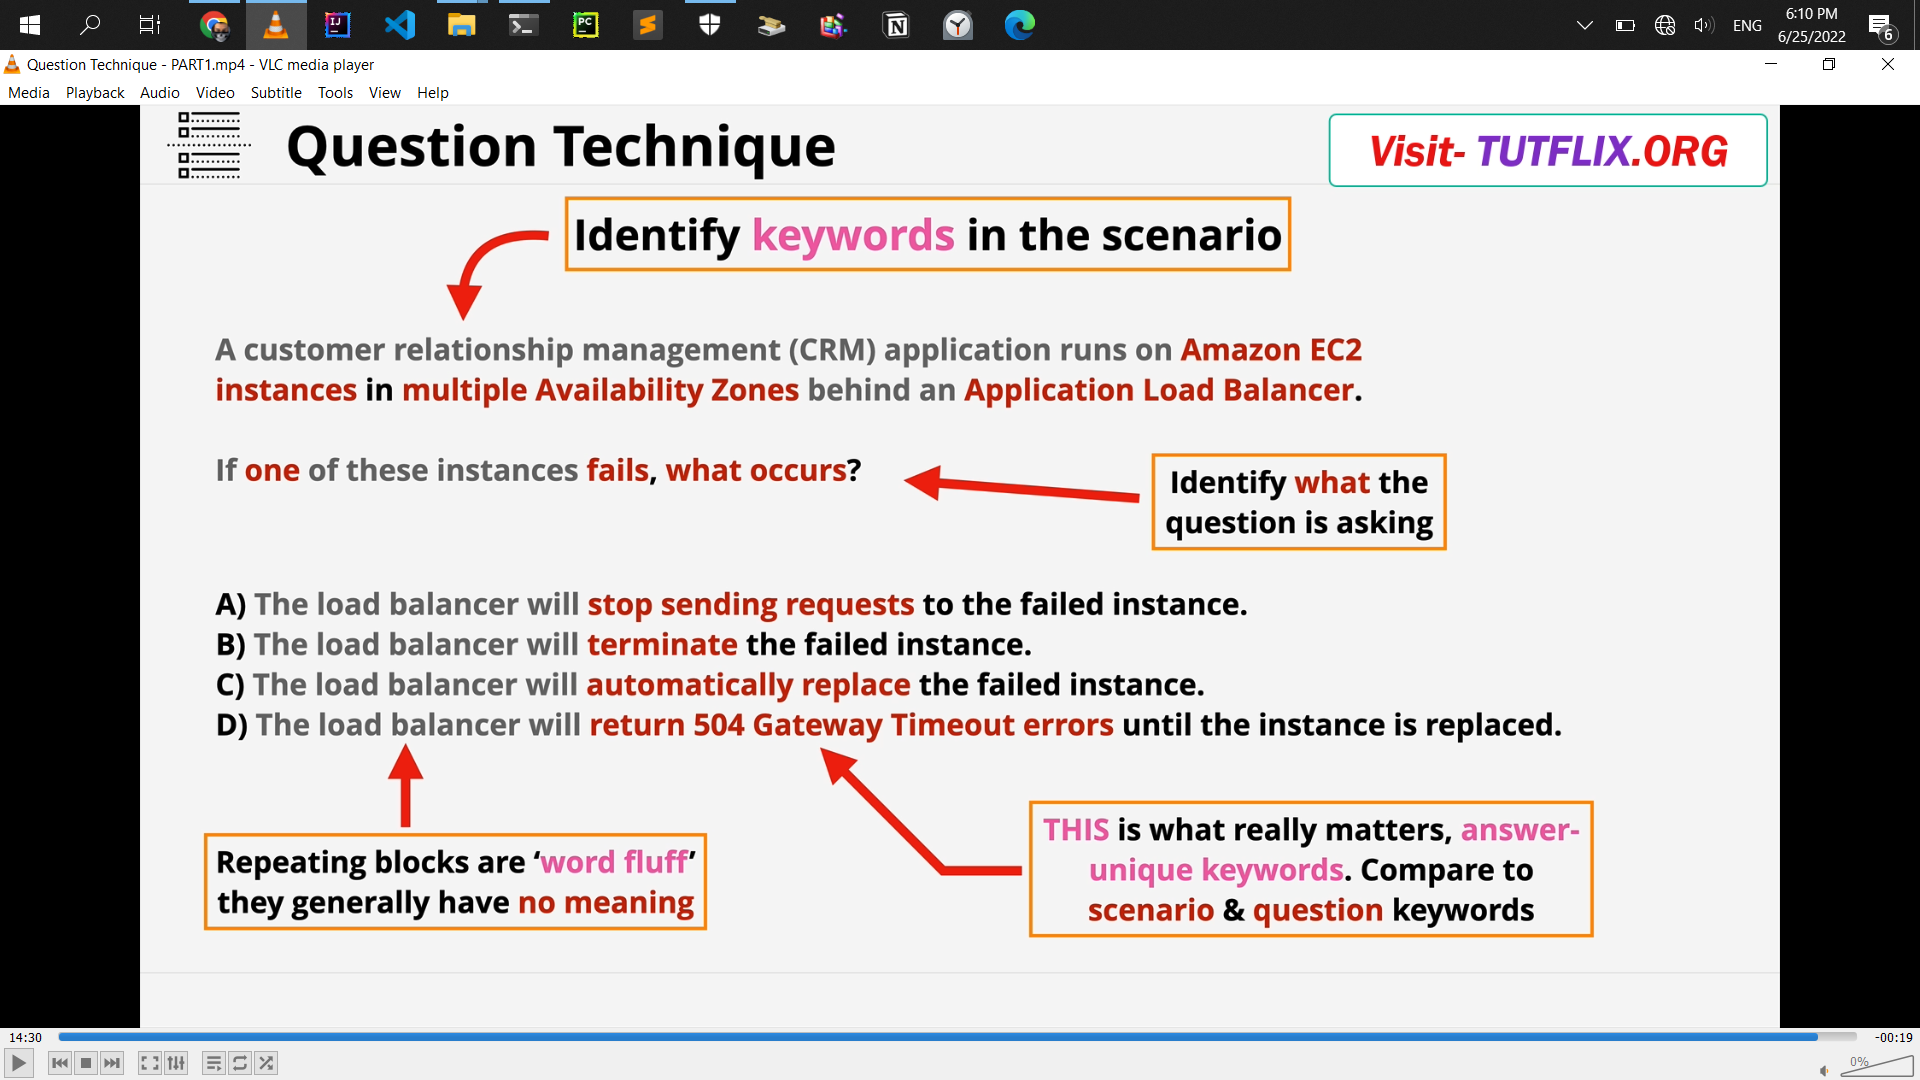 6:10 PM
ENG
6/25/2022
6
Question Technique - PART1.mp4 - VLC media player
Media Playback Audio Video Subtitle Tools View Help
Question Technique
Visit- TUTFLIX.ORG
Identify keywords in the scenario
A customer relationship management (CRM) application runs on Amazon EC2
instances in multiple Availability Zones behind an Application Load Balancer.
If one of these instances fails, what occurs?
Identify what the
question is asking
A) The load balancer will stop sending requests to the failed instance.
B) The load balancer will terminate the failed instance.
C) The load balancer will automatically replace the failed instance.
D) The load balancer will return 504 Gateway Timeout errors until the instance is replaced.
Repeating blocks are ‘word fluff’
they generally have no meaning
THIS is what really matters, answer-
unique keywords. Compare to
scenario & question keywords
14:30
-00:19
0%
IJ
PC
N